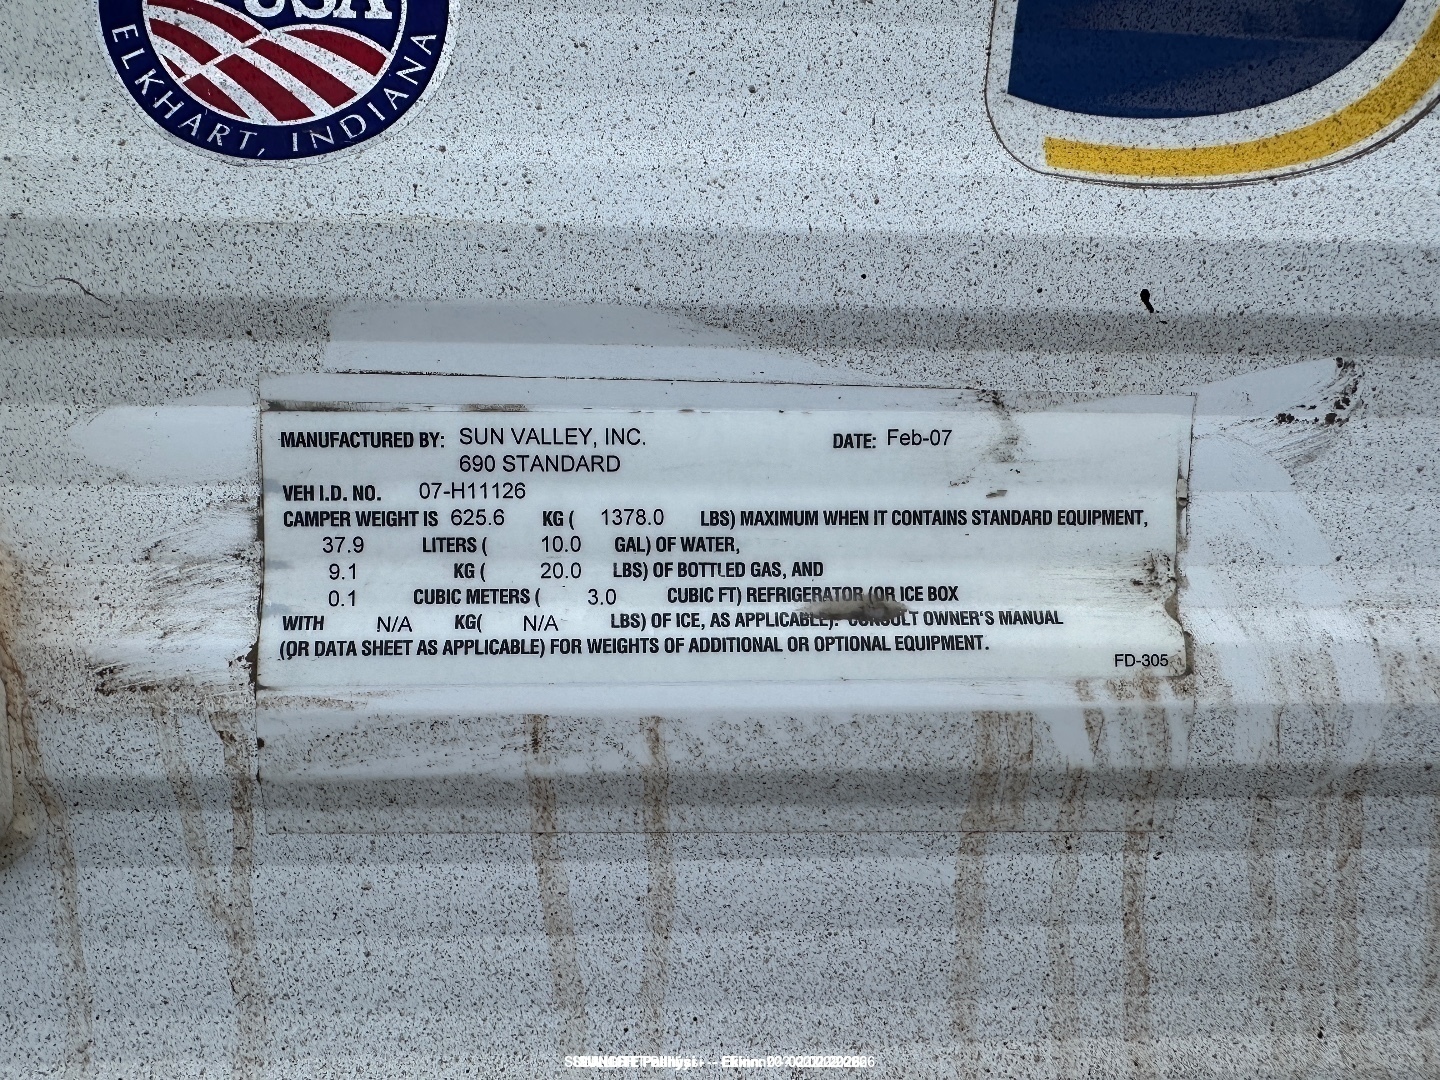 USA
ELKHART, INDIANA
MANUFACTURED BY: SUN VALLEY, INC. DATE: Feb-07
690 STANDARD
VEH I.D. NO. 07-H11126
CAMPER WEIGHT IS 625.6 KG ( 1378.0 LBS) MAXIMUM WHEN IT CONTAINS STANDARD EQUIPMENT,
37.9 LITERS ( 10.0 GAL) OF WATER,
9.1 KG ( 20.0 LBS) OF BOTTLED GAS, AND
0.1 CUBIC METERS ( 3.0 CUBIC FT) REFRIGERATOR (OR ICE BOX
WITH N/A KG( N/A LBS) OF ICE, AS APPLICABLE). CONSULT OWNER'S MANUAL
(OR DATA SHEET AS APPLICABLE) FOR WEIGHTS OF ADDITIONAL OR OPTIONAL EQUIPMENT.
FD-305